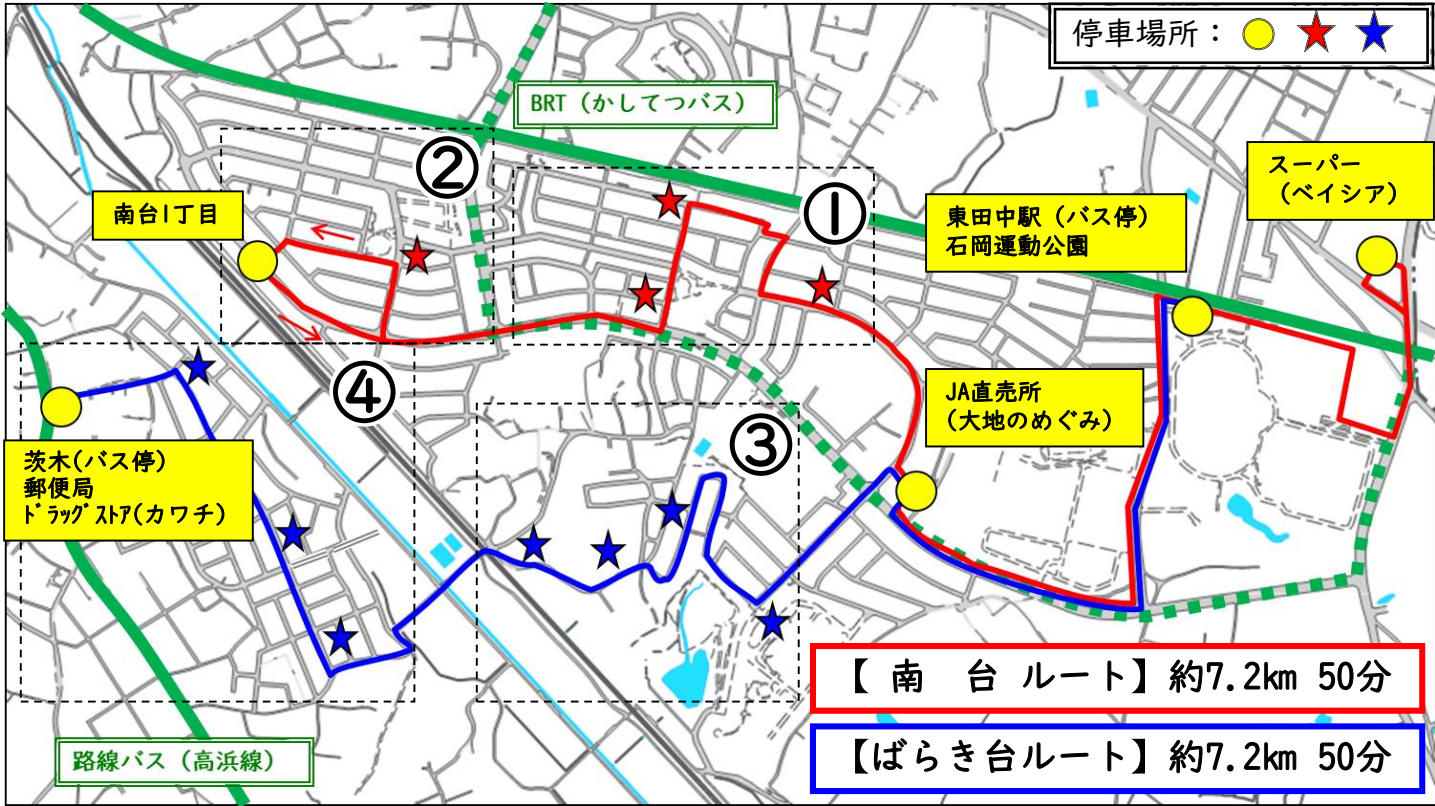 停車場所：
BRT（かしてつバス）
②
①
スーパー
（ベイシア）
南台1丁目
東田中駅（バス停）
石岡運動公園
④
③
JA直売所
(大地のめぐみ)
茨木(バス停)
郵便局
ﾄﾞﾗｯｸﾞｽﾄｱ(カワチ)
【 南　台 ルート】約7.2km 50分
【ばらき台ルート】約7.2km 50分
路線バス（高浜線）